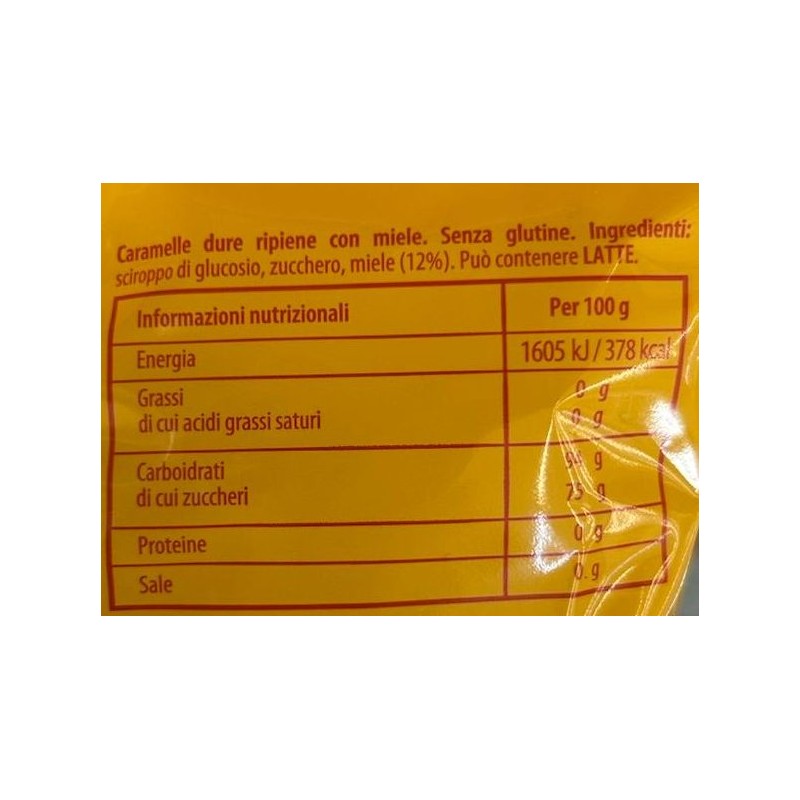 Caramelle dure ripiene con miele. Senza glutine. Ingredienti:
sciroppo di glucosio, zucchero, miele (12%). Può contenere LATTE.
Informazioni nutrizionali Per 100 g
Energia 1605 kJ / 378 kcal
Grassi 0 g
di cui acidi grassi saturi 0 g
Carboidrati g
di cui zuccheri 75 g
Proteine 0 g
Sale 0 g